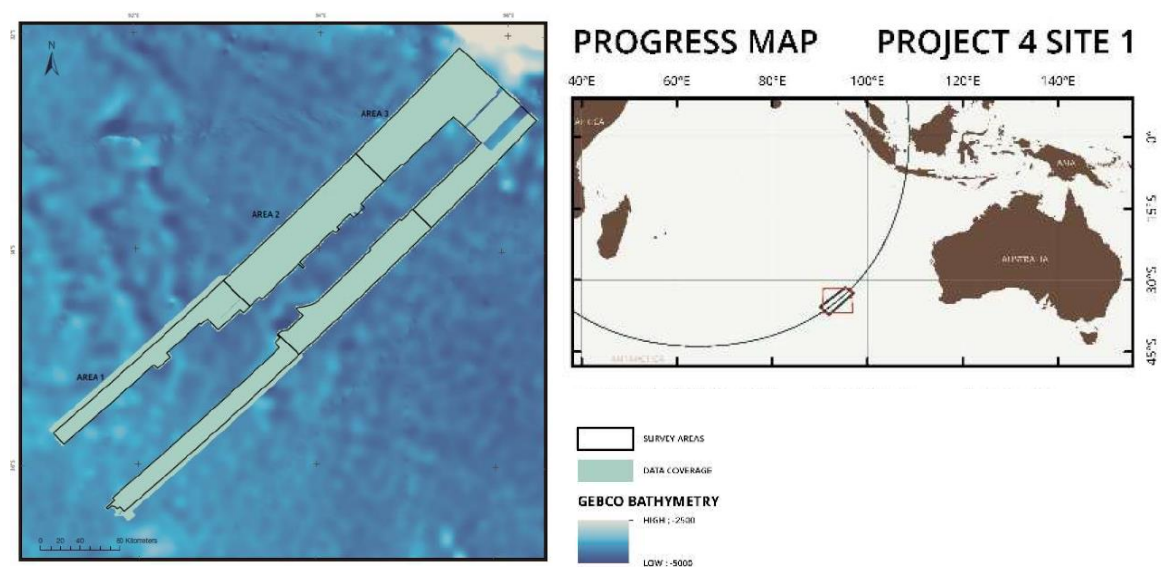 PROGRESS MAP PROJECT 4 SITE 1
40°E 60°E 80°E 100°E 120°E 140°E
N
AREA 3
AREA 2
AREA 1
0 20 40 80 Kilometers
AFRICA
ASIA
AUSTRALIA
ANTARCTICA
0°
15°S
30°S
45°S
SURVEY AREAS
DATA COVERAGE
GEBCO BATHYMETRY
HIGH : -2500
LOW : -5000